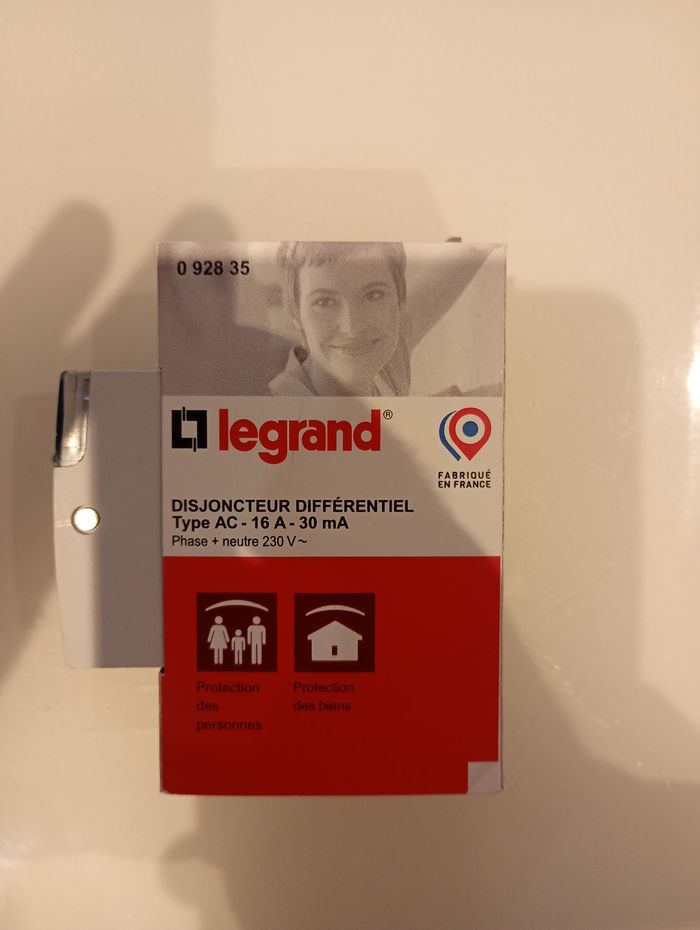 0 928 35
legrand®
FABRIQUÉ
EN FRANCE
DISJONCTEUR DIFFÉRENTIEL
Type AC - 16 A - 30 mA
Phase + neutre 230 V ~
Protection
des
personnes
Protection
des biens